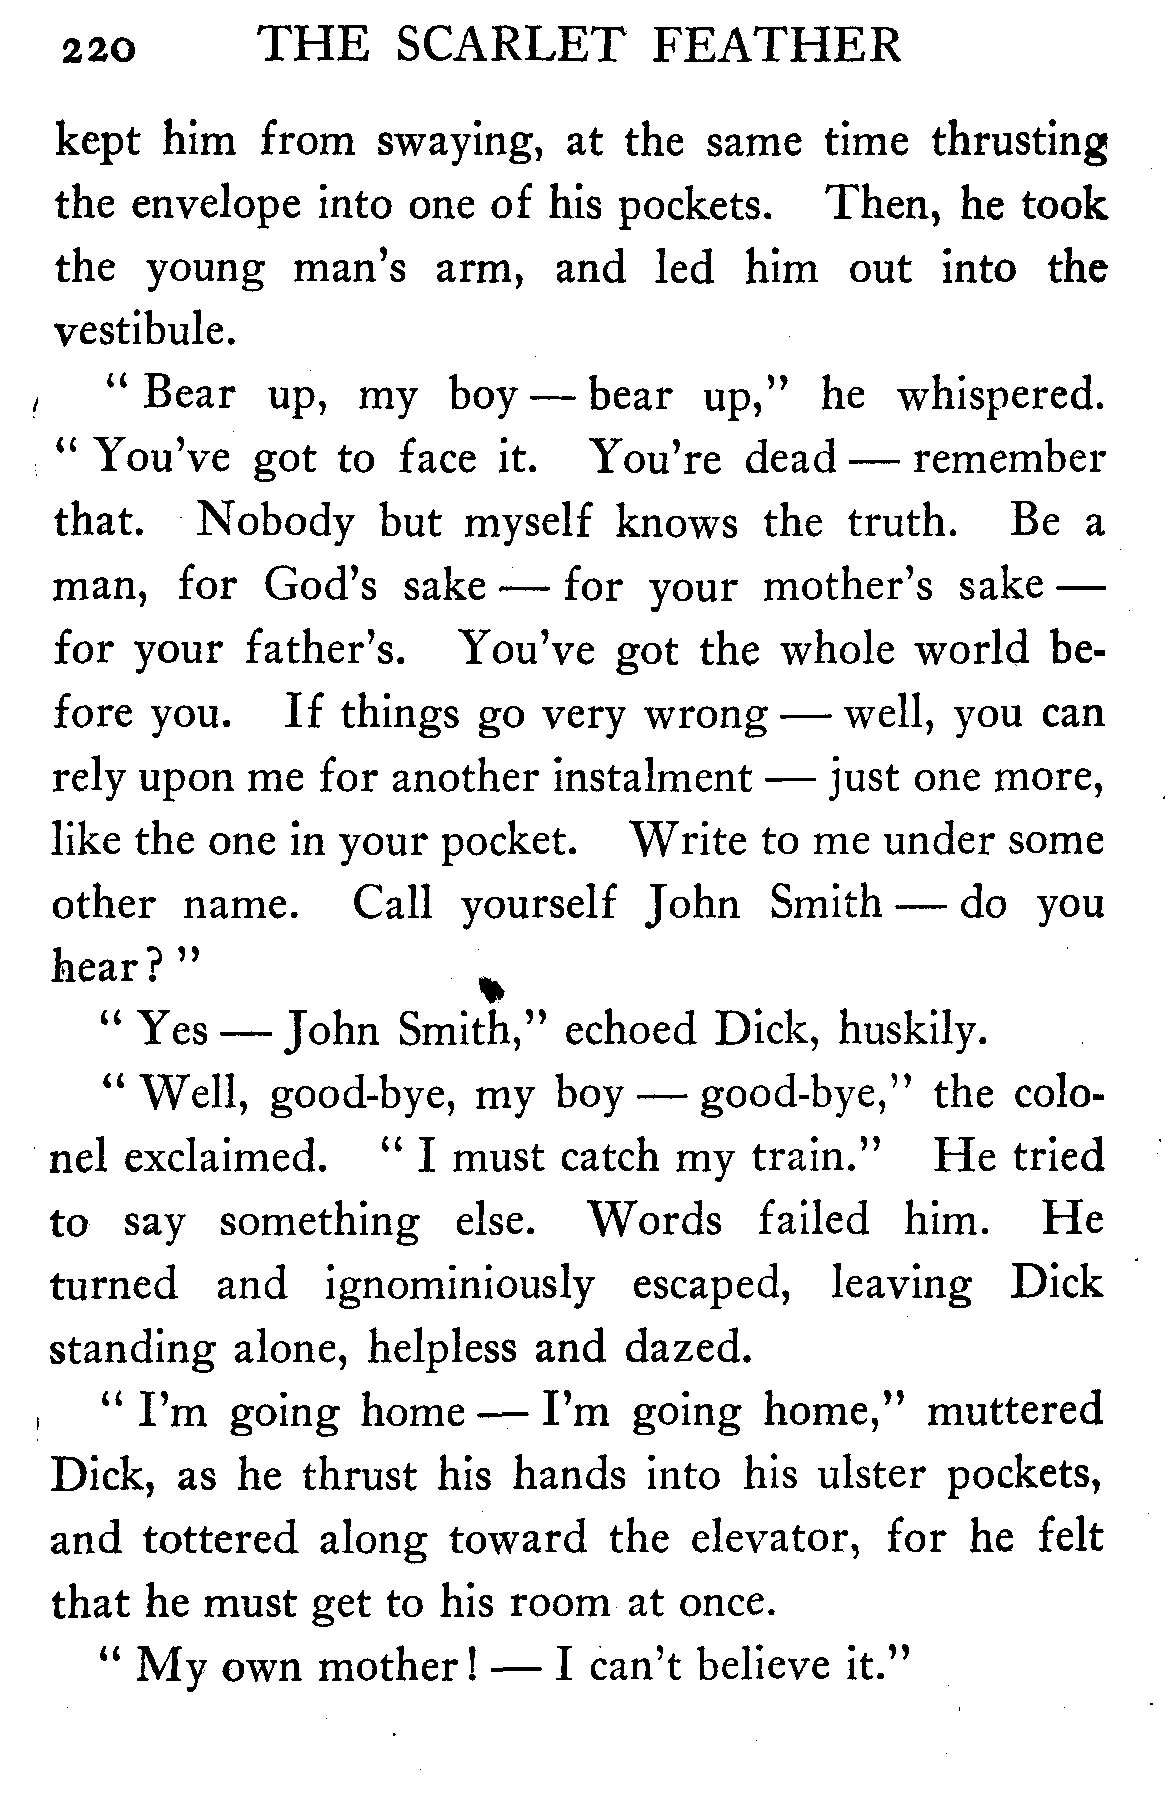 220 THE SCARLET FEATHER
kept him from swaying, at the same time thrusting
the envelope into one of his pockets. Then, he took
the young man's arm, and led him out into the
vestibule.
" Bear up, my boy — bear up," he whispered.
" You've got to face it. You're dead — remember
that. Nobody but myself knows the truth. Be a
man, for God's sake — for your mother's sake —
for your father's. You've got the whole world be-
fore you. If things go very wrong — well, you can
rely upon me for another instalment — just one more,
like the one in your pocket. Write to me under some
other name. Call yourself John Smith — do you
hear? "
" Yes — John Smith," echoed Dick, huskily.
" Well, good-bye, my boy — good-bye," the colo-
nel exclaimed. " I must catch my train." He tried
to say something else. Words failed him. He
turned and ignominiously escaped, leaving Dick
standing alone, helpless and dazed.
" I'm going home — I'm going home," muttered
Dick, as he thrust his hands into his ulster pockets,
and tottered along toward the elevator, for he felt
that he must get to his room at once.
" My own mother! — I can't believe it."